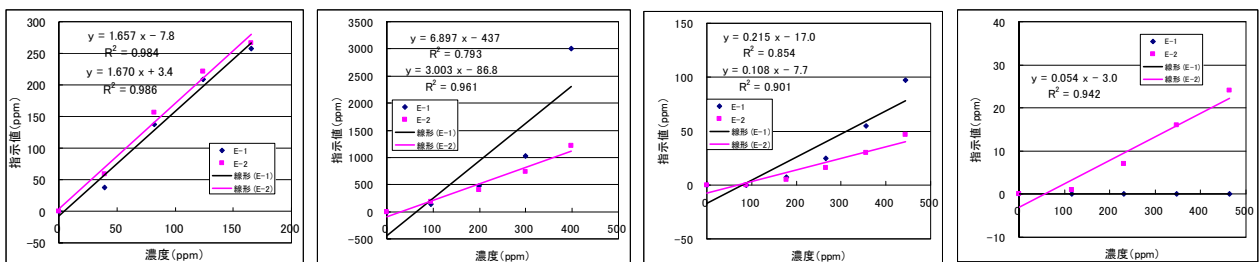 300
250
200
150
100
50
0
−50
指示値(ppm)
y = 1.657 x − 7.8
R² = 0.984
y = 1.670 x + 3.4
R² = 0.986
E−1
E−2
線形(E−1)
線形(E−2)
0 50 100 150 200
濃度(ppm)
3500
3000
2500
2000
1500
1000
500
0
−500
指示値(ppm)
y = 6.897 x − 437
R² = 0.793
y = 3.003 x − 86.8
R² = 0.961
E−1
E−2
線形(E−1)
線形(E−2)
0 100 200 300 400 500
濃度(ppm)
150
100
50
0
−50
指示値(ppm)
y = 0.215 x − 17.0
R² = 0.854
y = 0.108 x − 7.7
R² = 0.901
E−1
E−2
線形(E−1)
線形(E−2)
0 100 200 300 400 500
濃度(ppm)
40
30
20
10
0
−10
指示値(ppm)
y = 0.054 x − 3.0
R² = 0.942
E−1
E−2
線形(E−1)
線形(E−2)
0 100 200 300 400 500
濃度(ppm)